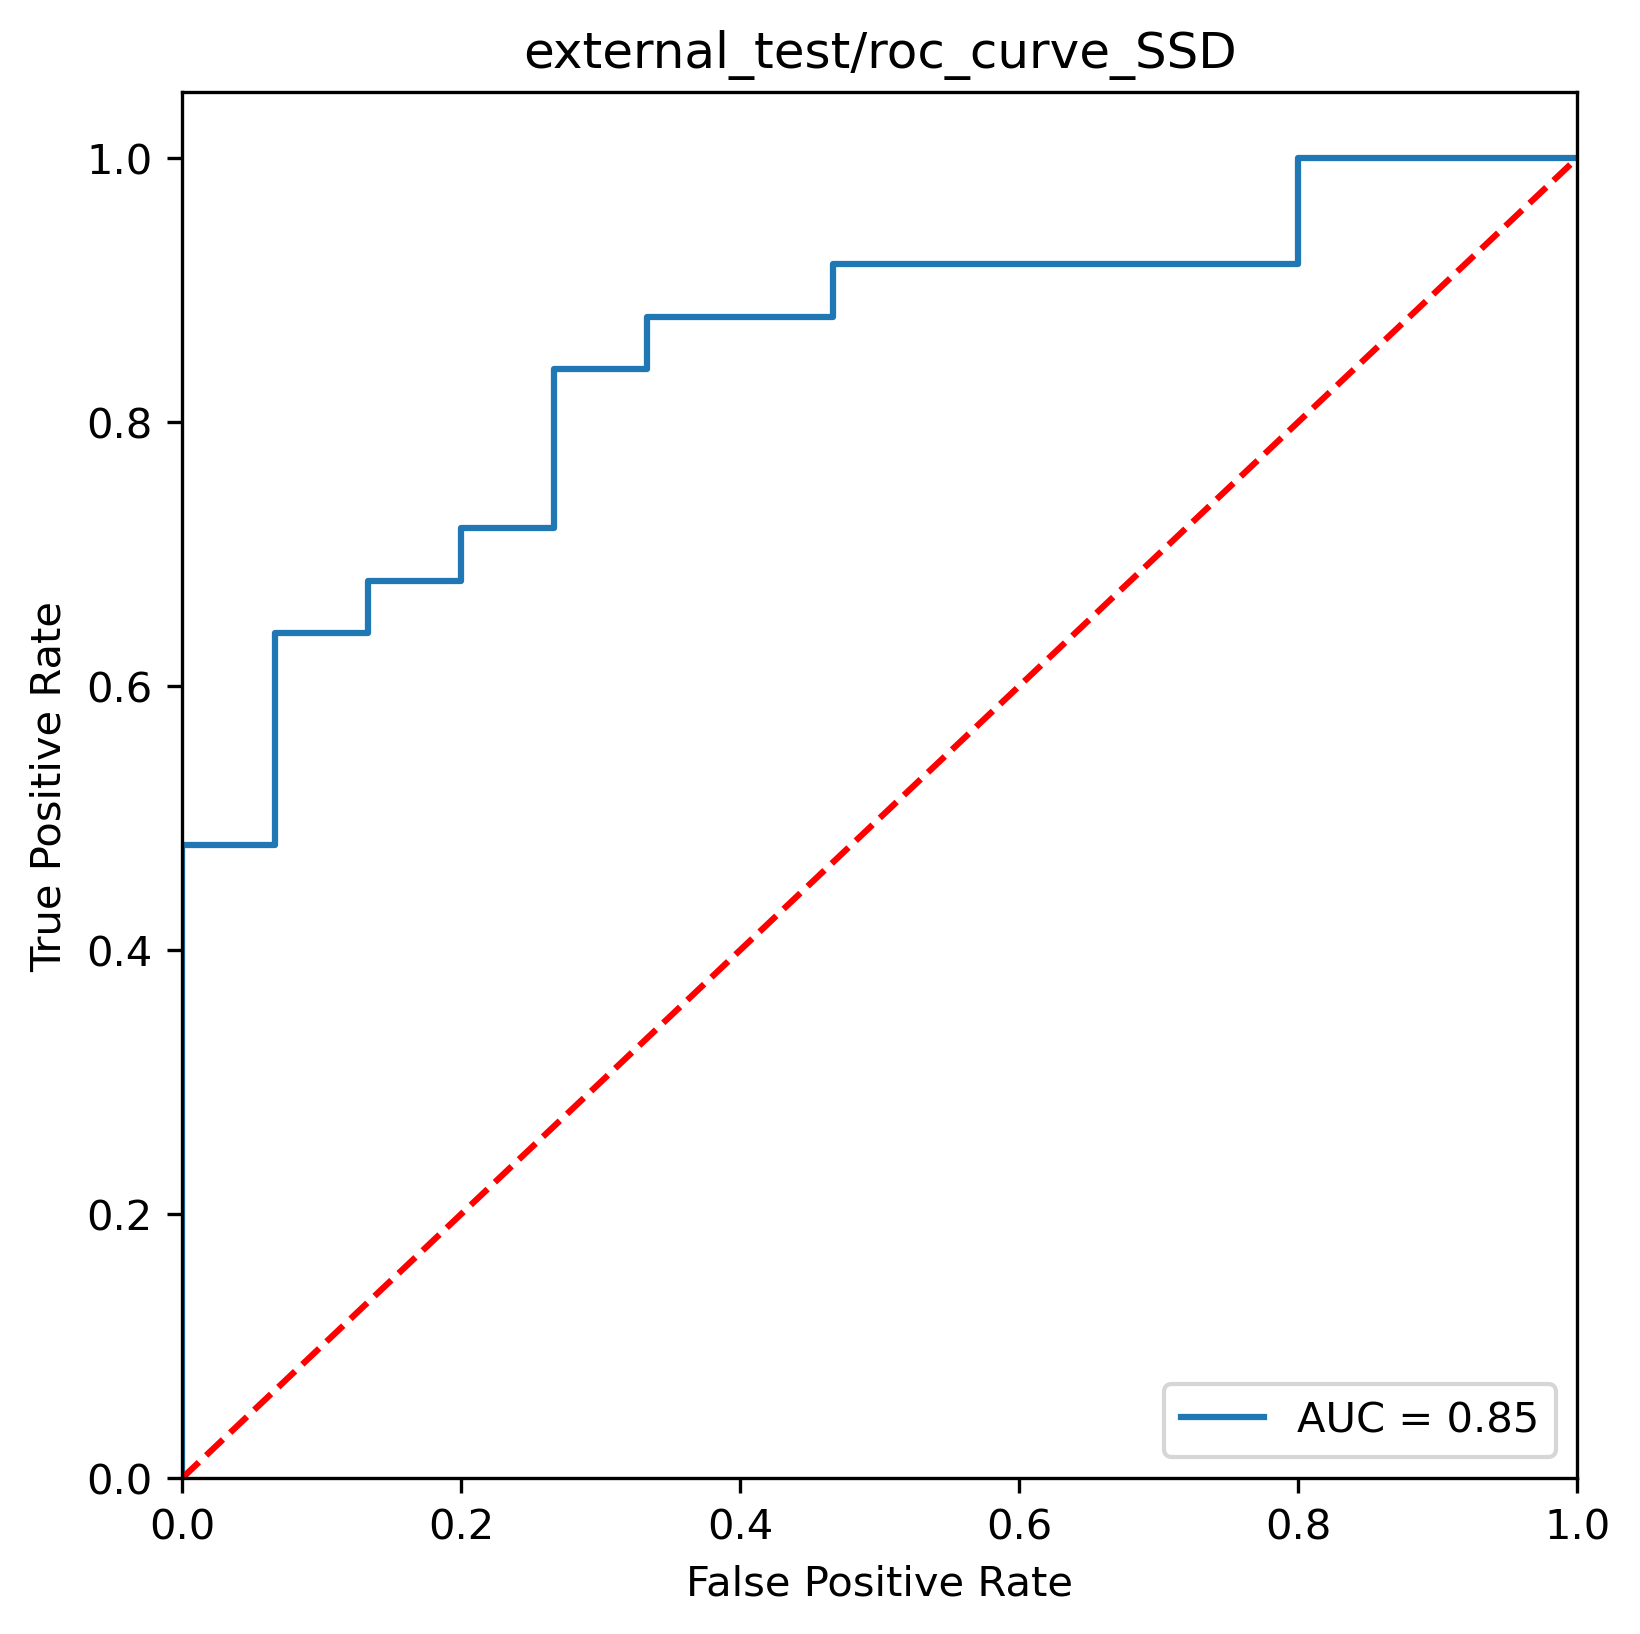 external_test/roc_curve_SSD
True Positive Rate
1.0
0.8
0.6
0.4
0.2
0.0
AUC = 0.85
0.0 0.2 0.4 0.6 0.8 1.0
False Positive Rate